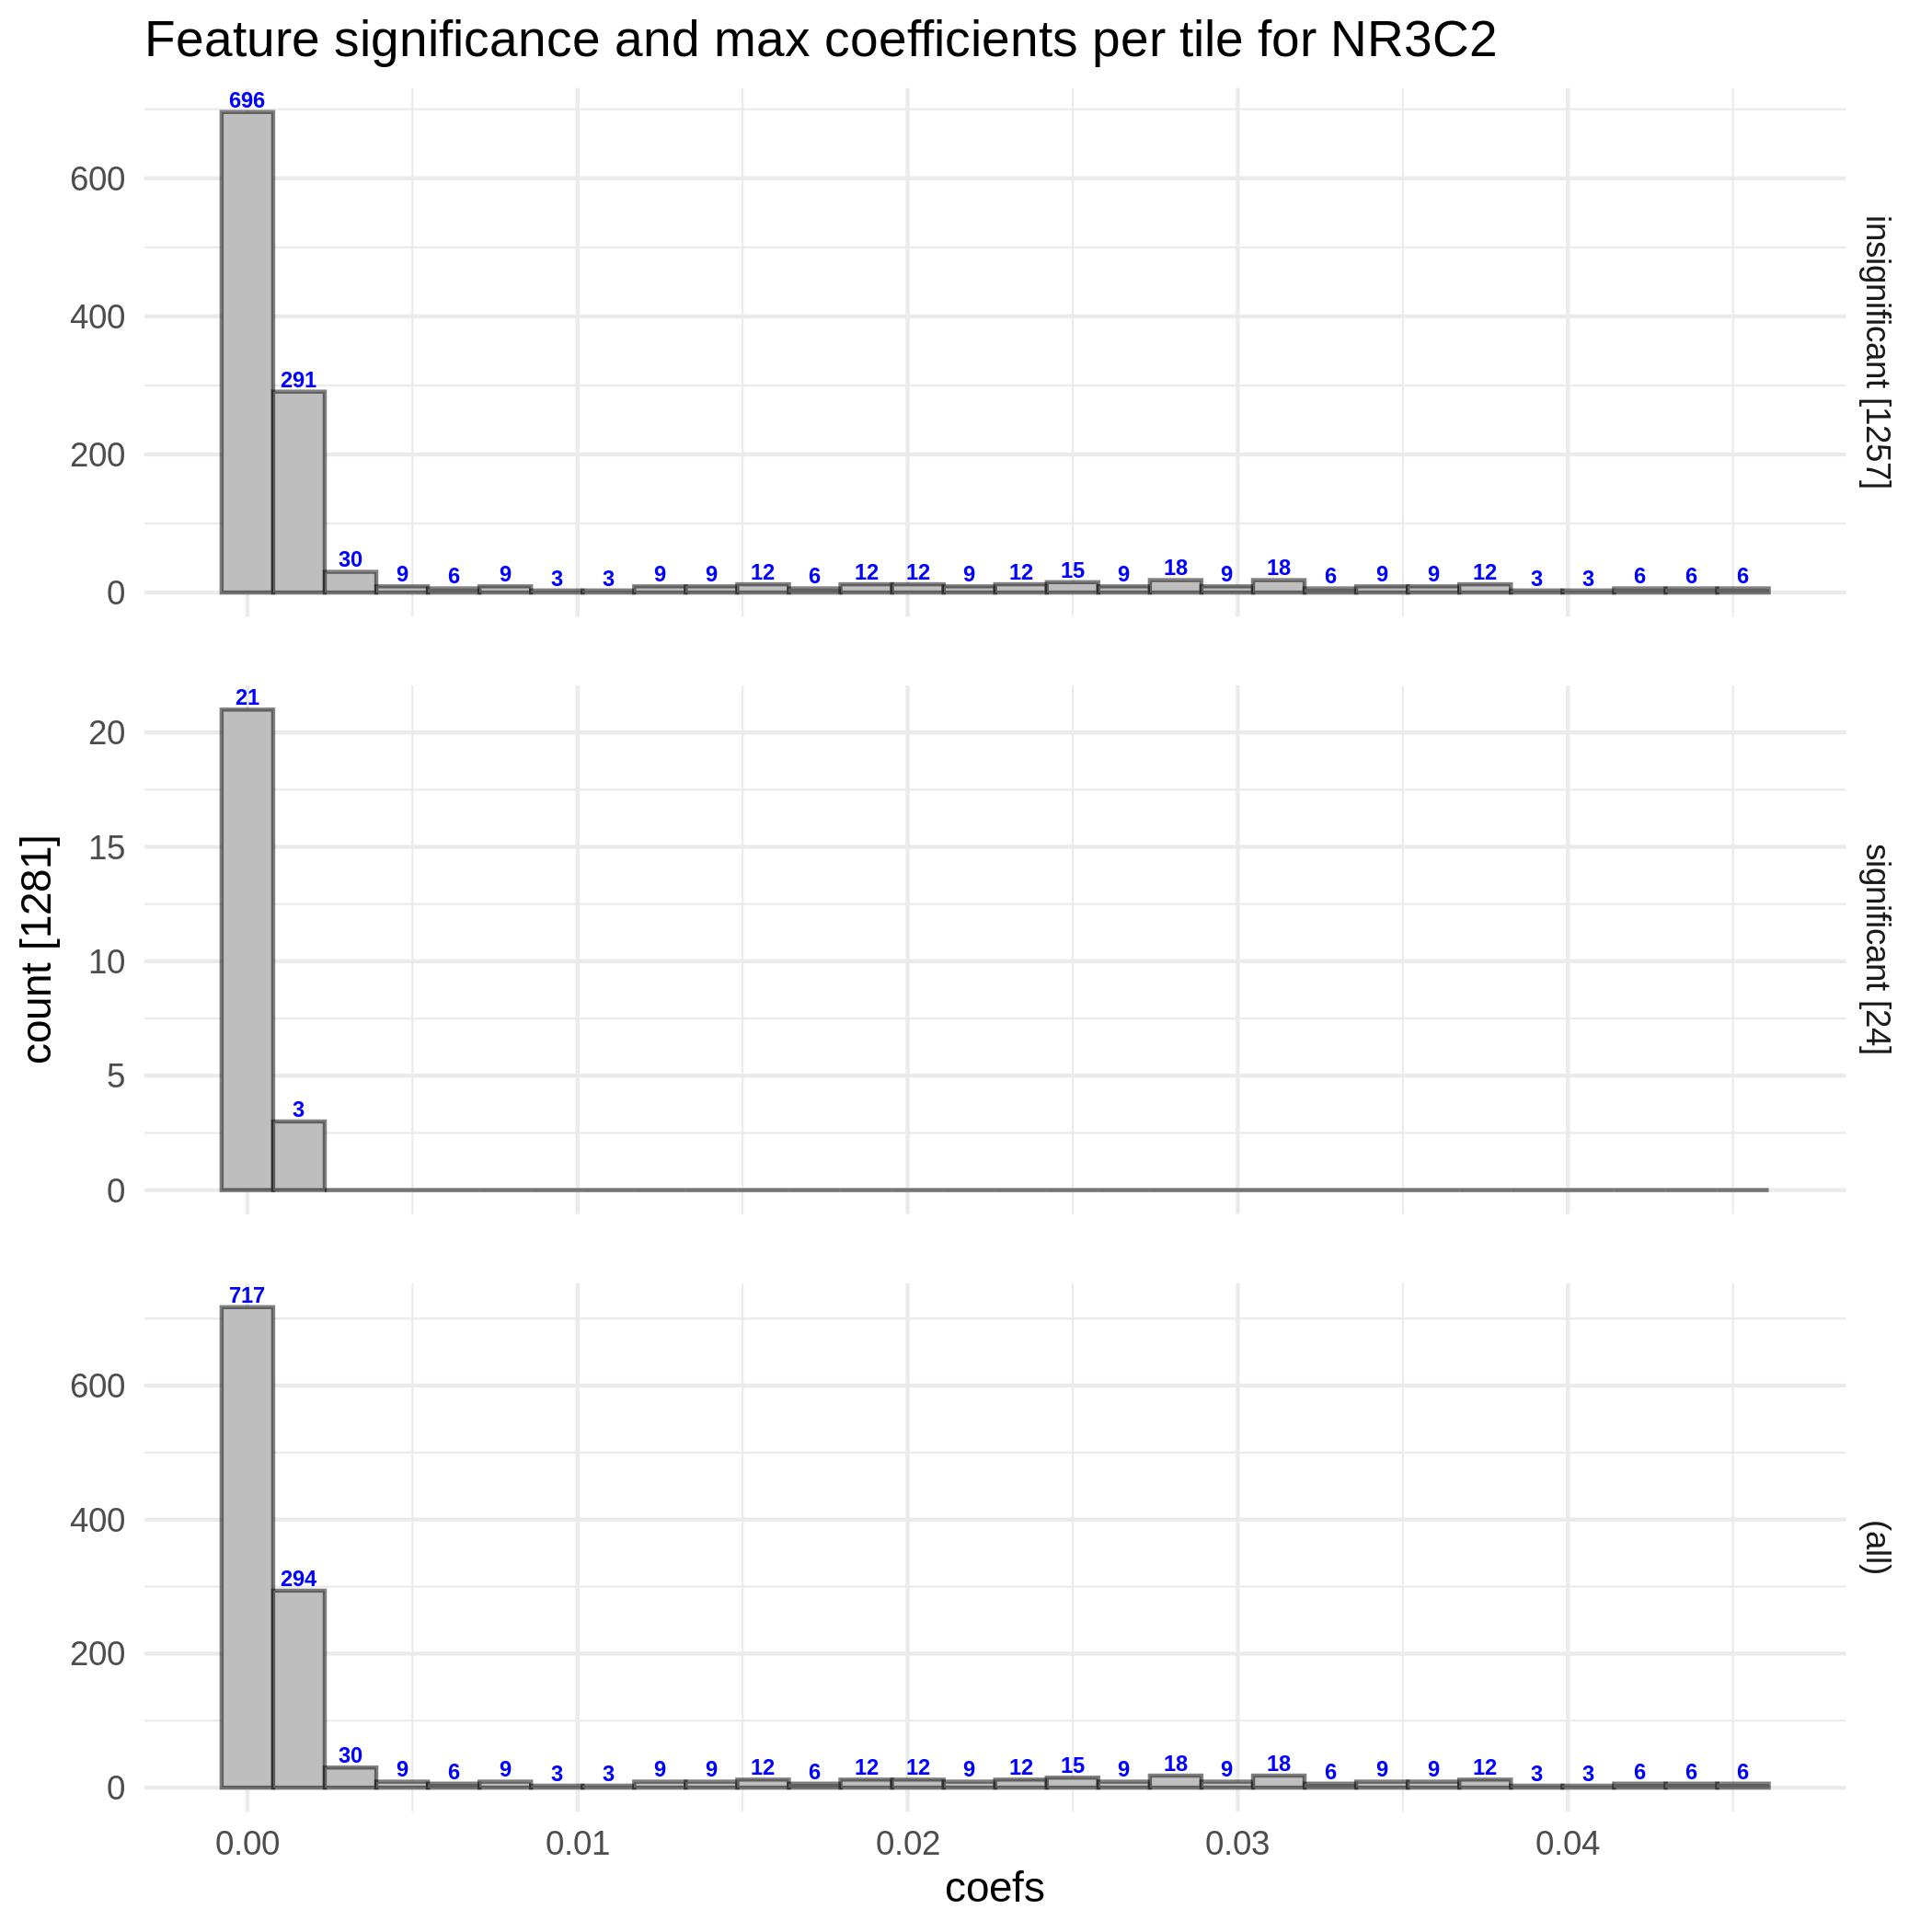 Feature significance and max coefficients per tile for NR3C2
696
600
291
400
200
30 9 6 9 3 3 9 9 12 6 12 12 9 12 15 9 18 9 18 6 9 9 12 3 3 6 6 6
0
insignificant [1257]
21
20
15
10
5
3
0
significant [24]
count [1281]
717
600
400
294
200
30 9 6 9 3 3 9 9 12 6 12 12 9 12 15 9 18 9 18 6 9 9 12 3 3 6 6 6
0
(all)
0.00 0.01 0.02 0.03 0.04
coefs